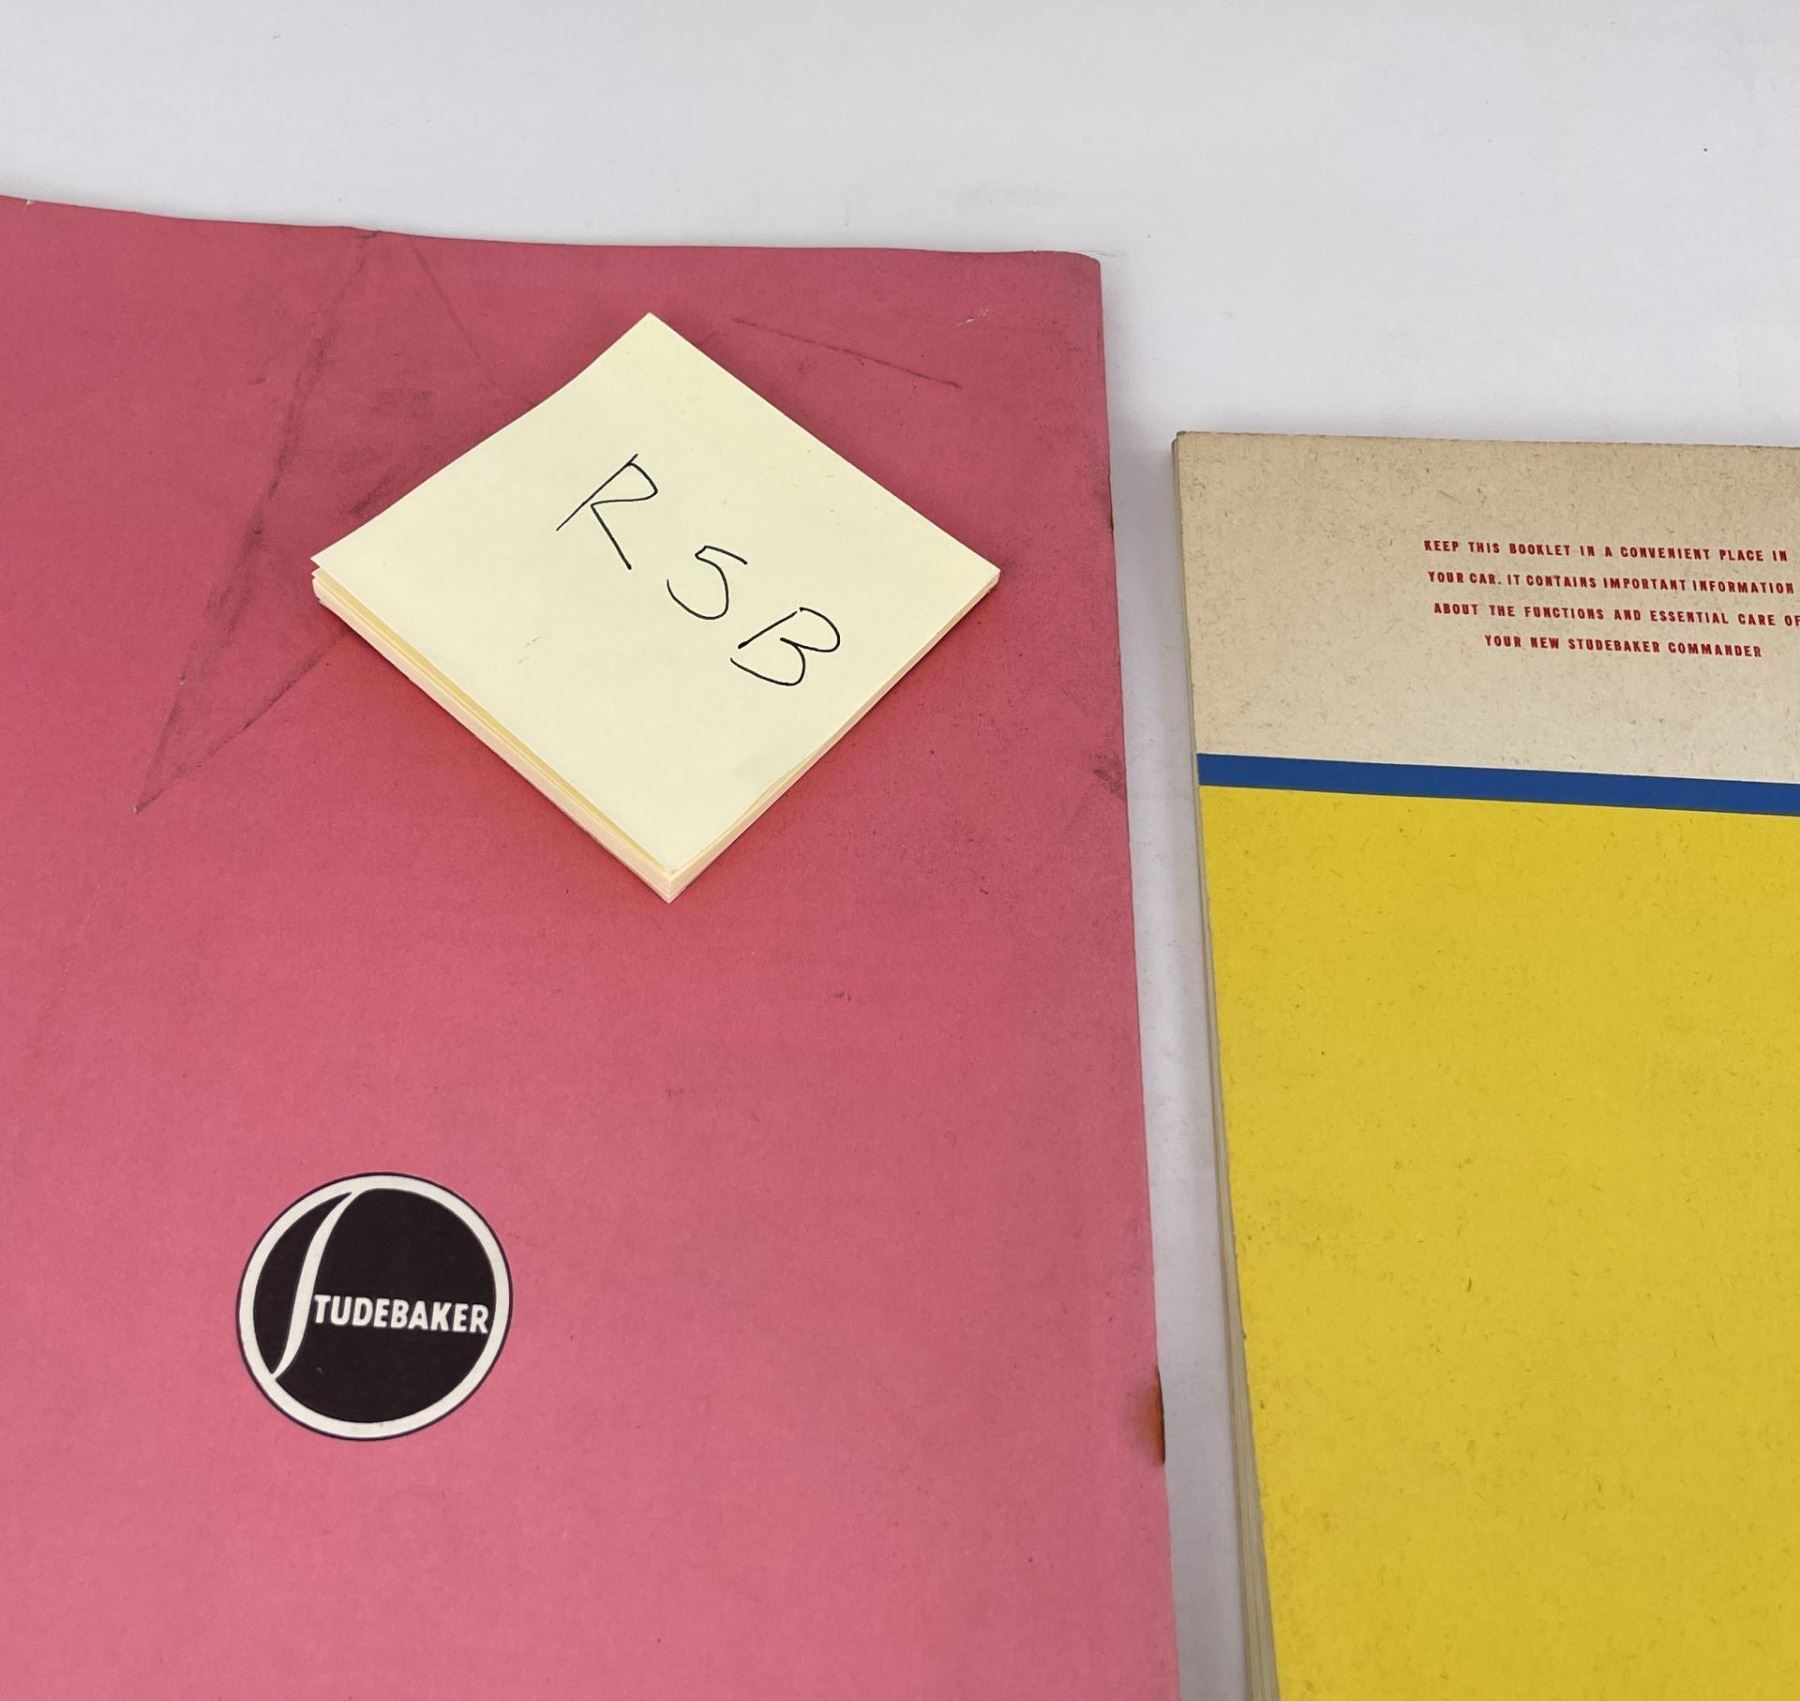 R5B
KEEP THIS BOOKLET IN A CONVENIENT PLACE IN
YOUR CAR. IT CONTAINS IMPORTANT INFORMATION
ABOUT THE FUNCTIONS AND ESSENTIAL CARE OF
YOUR NEW STUDEBAKER COMMANDER
STUDEBAKER